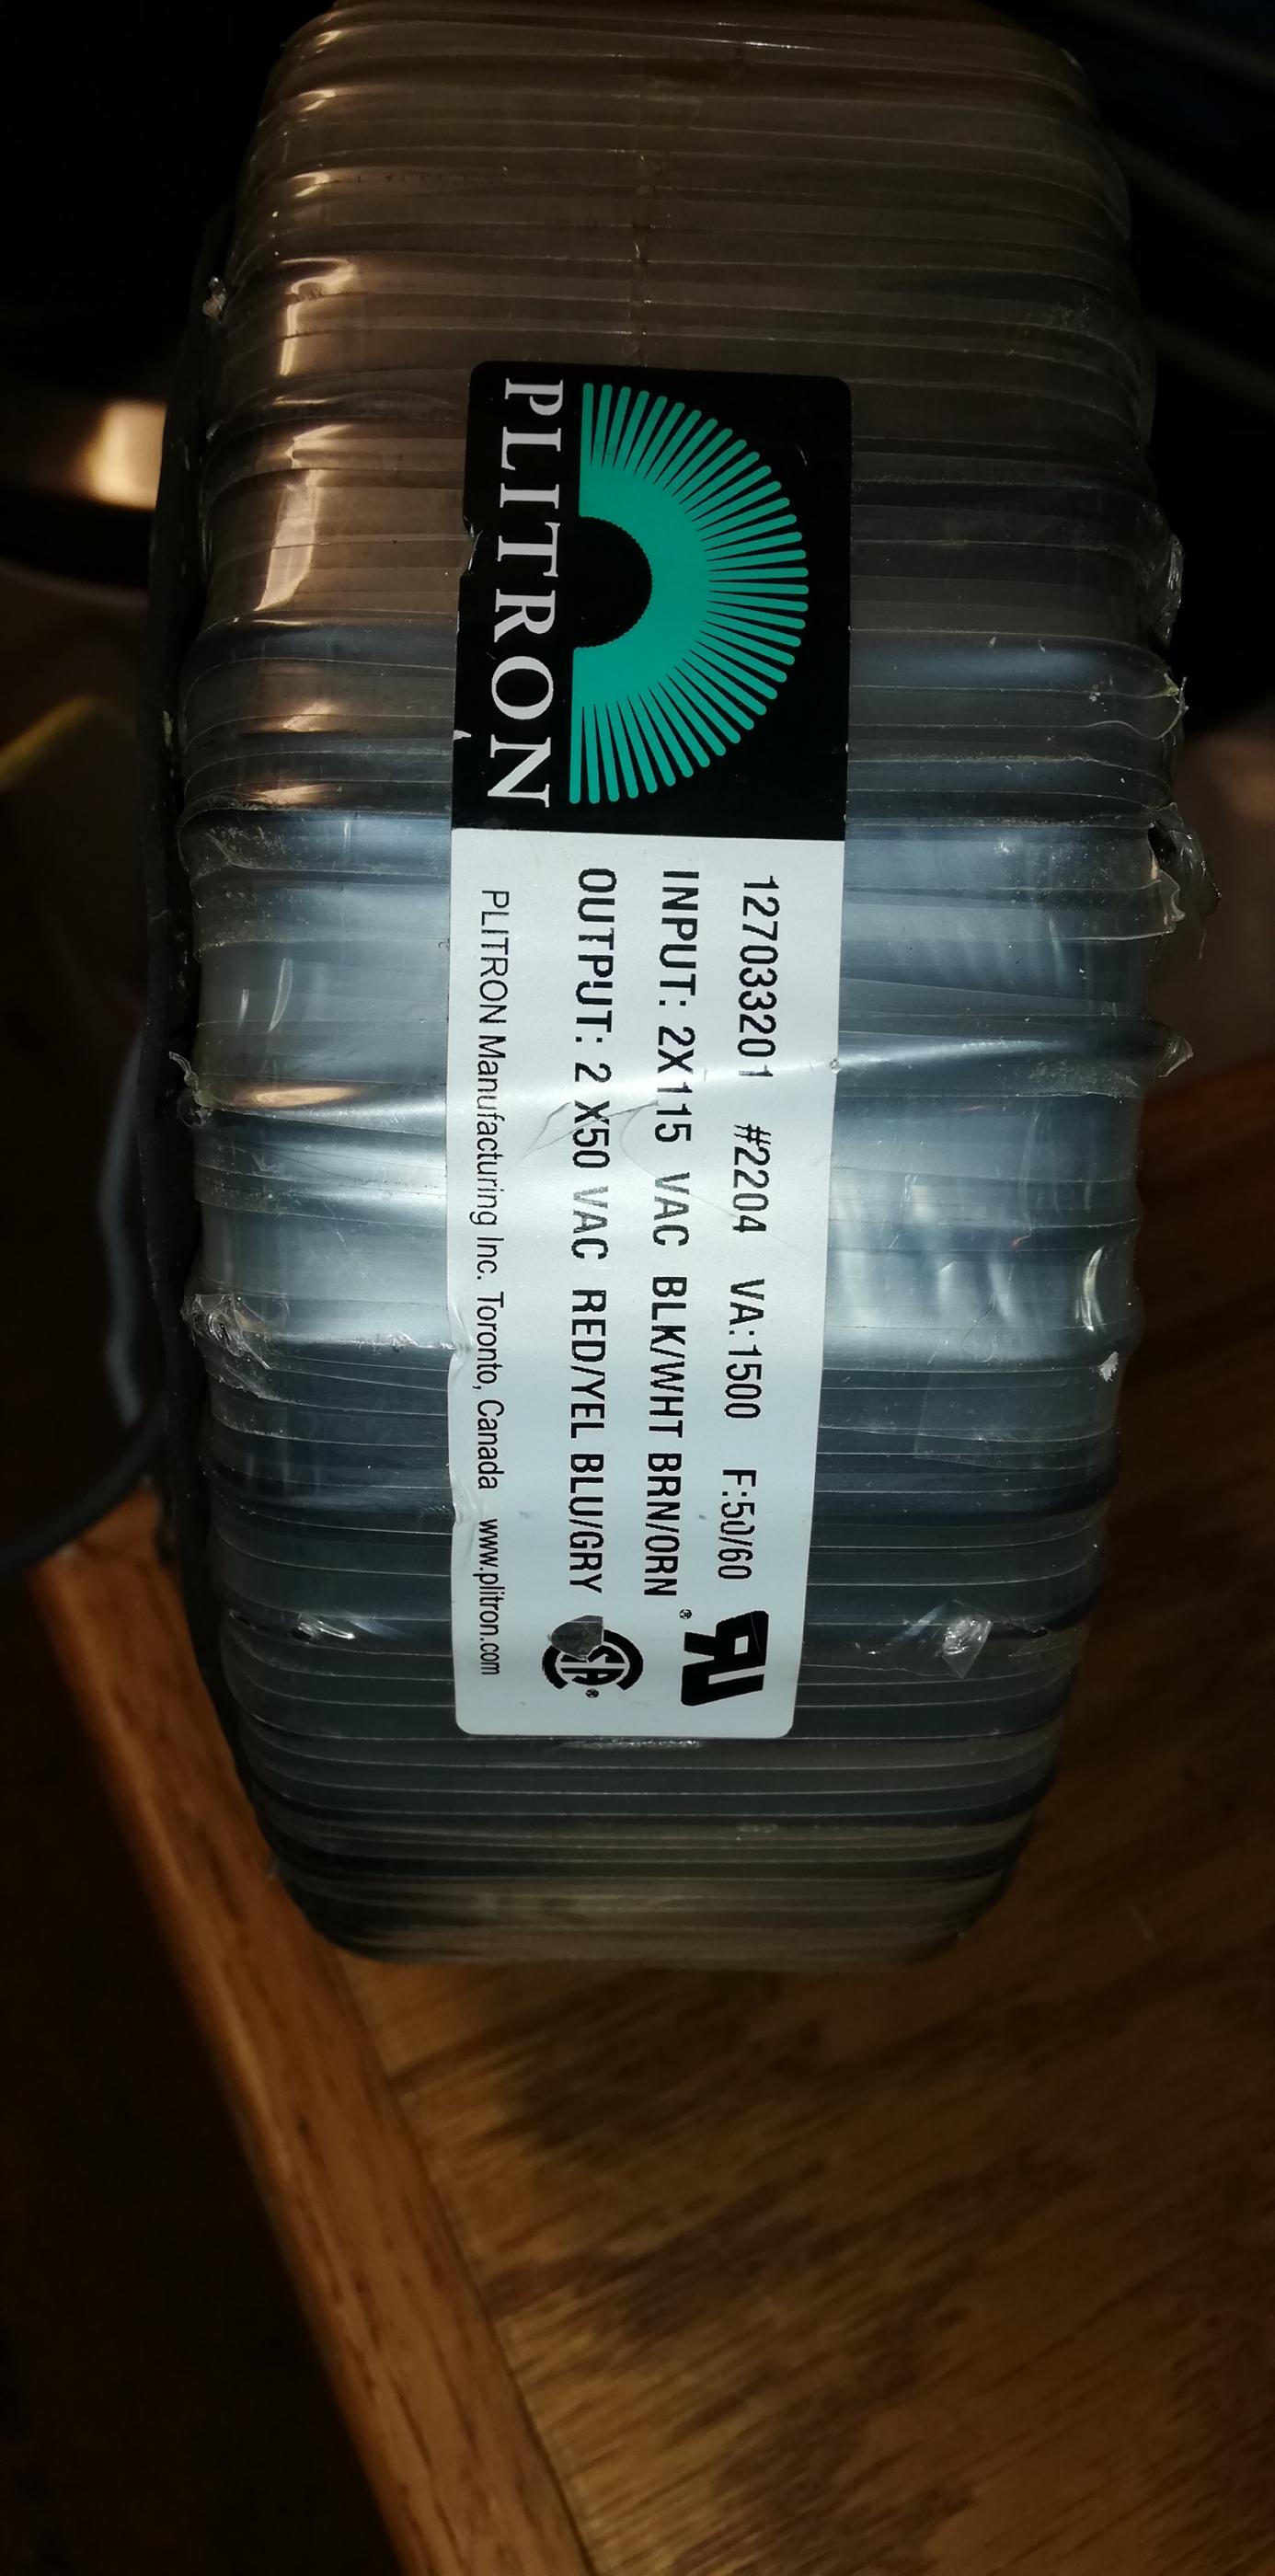 PLITRON
127033201 #2204 VA:1500 F:50/60
INPUT: 2X115 VAC BLK/WHT BRN/ORN
OUTPUT: 2 X50 VAC RED/YEL BLU/GRY
PLITRON Manufacturing Inc. Toronto, Canada www.plitron.com